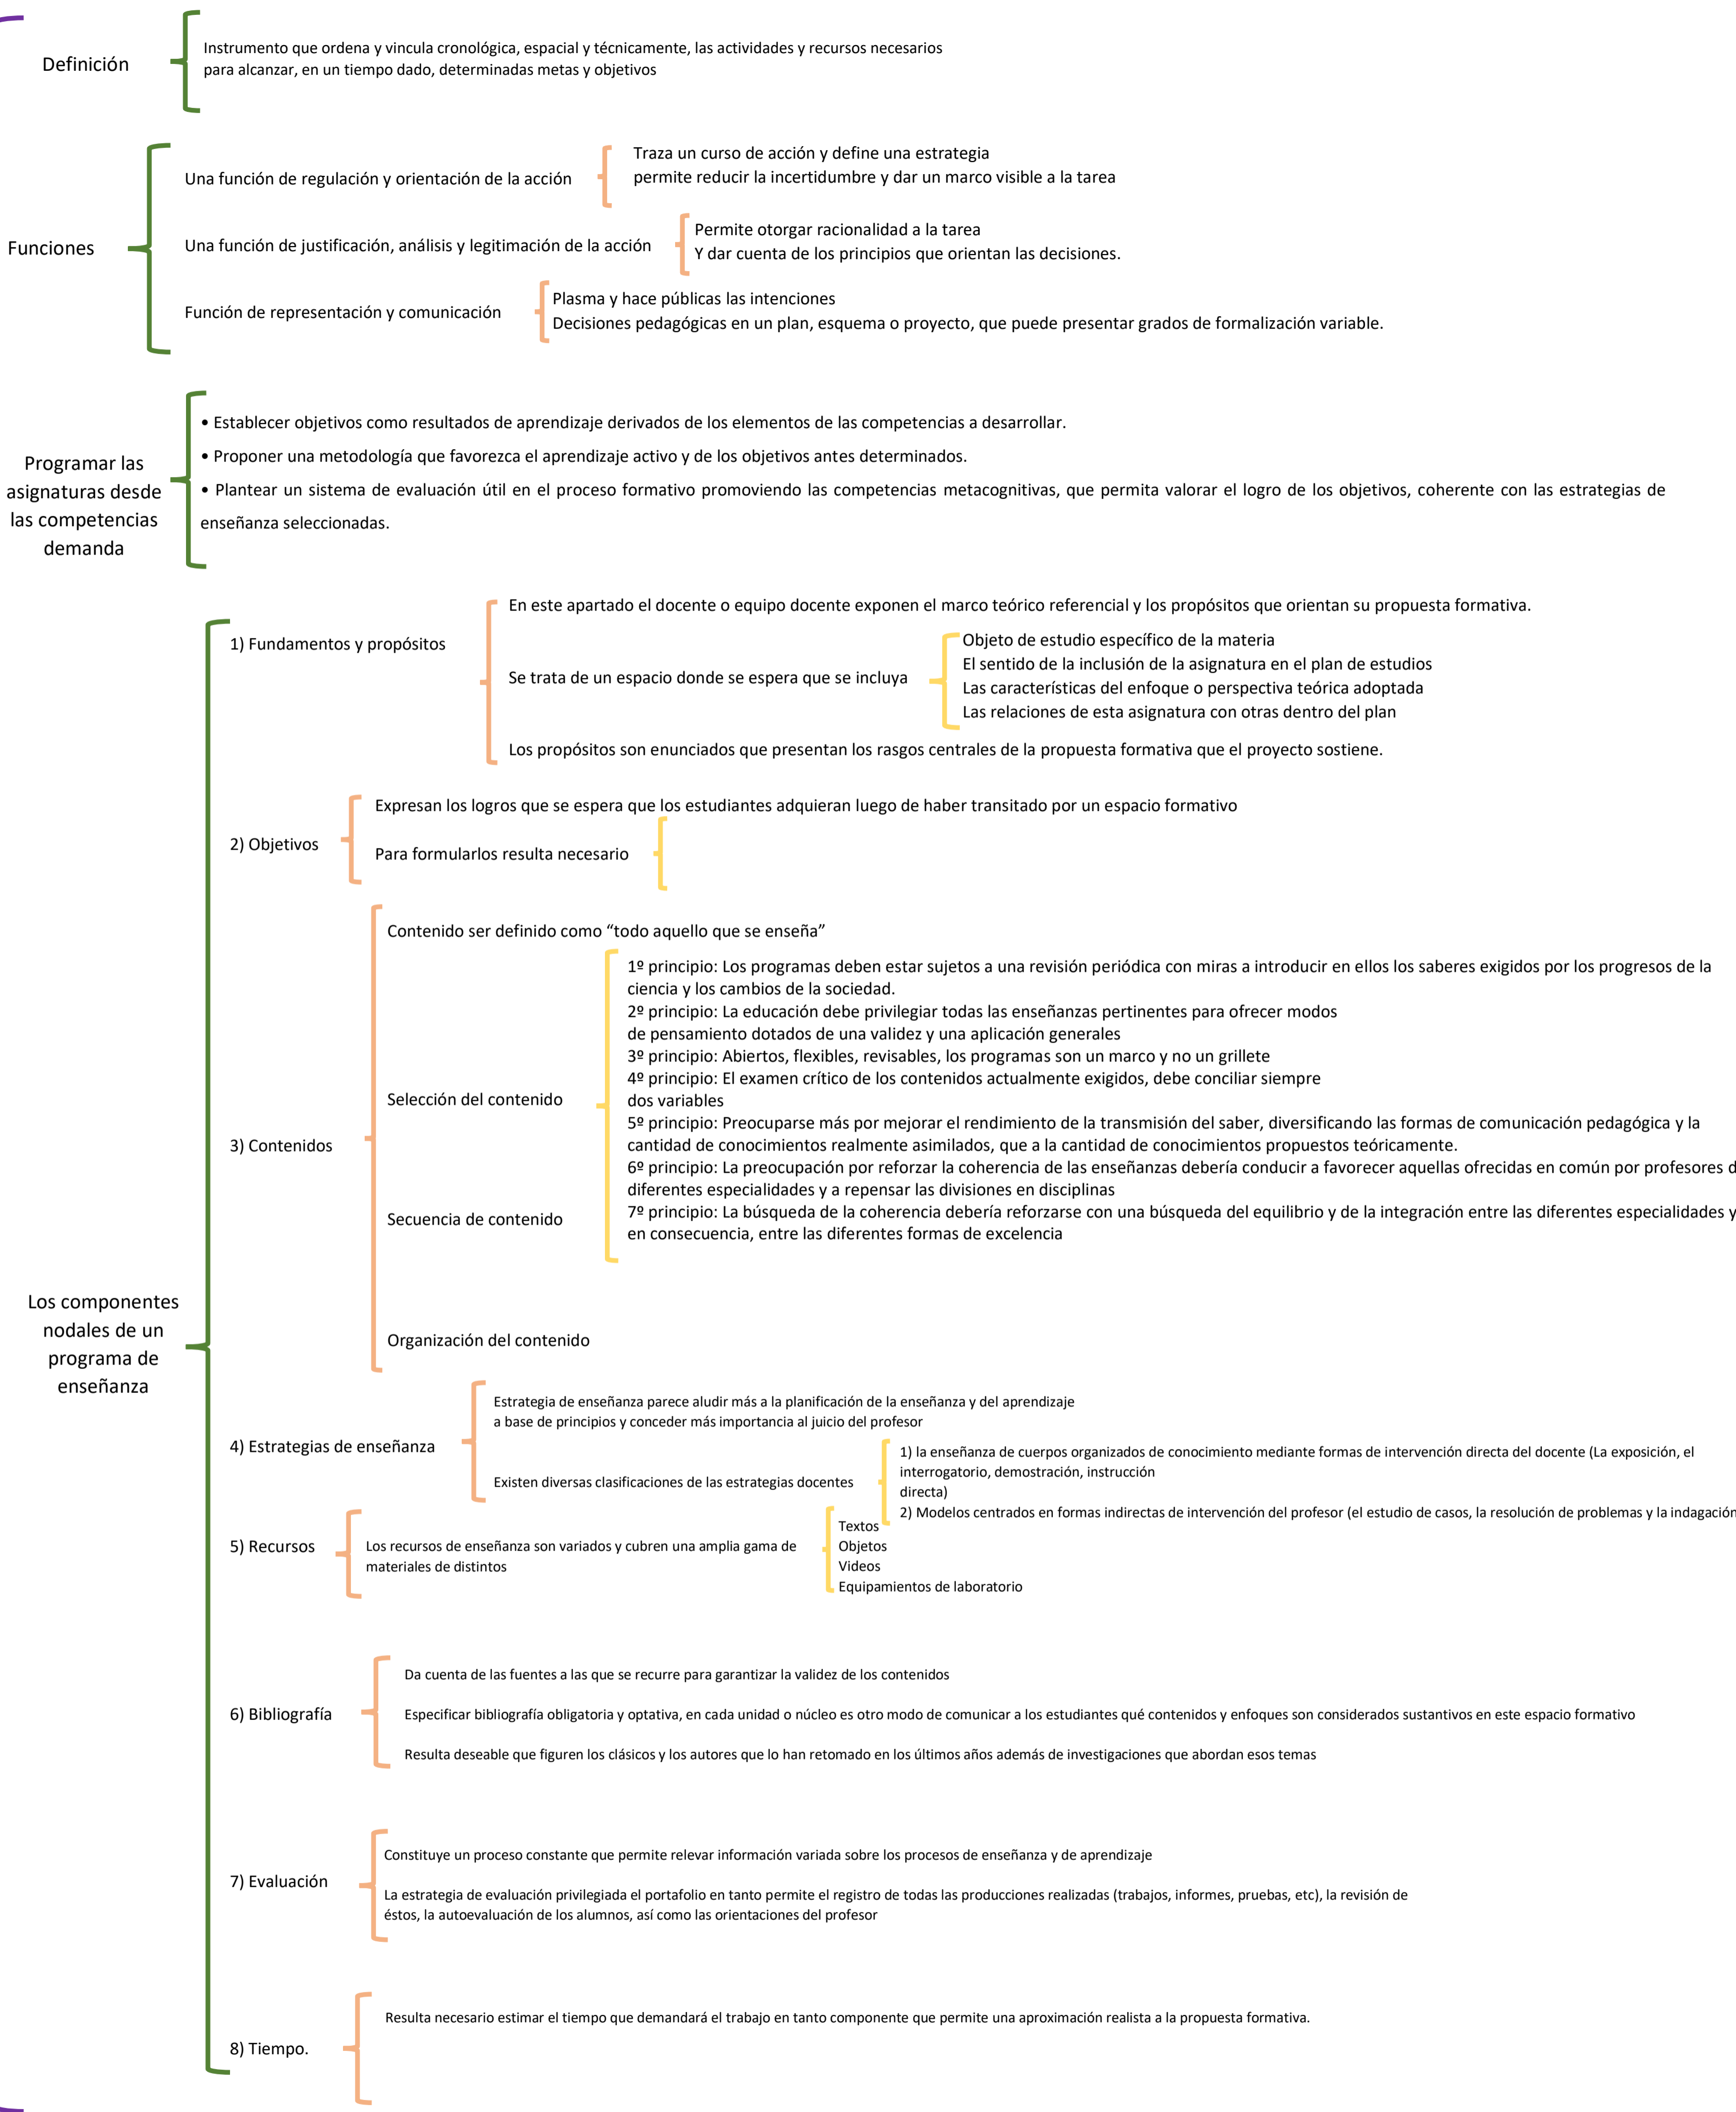 Definición
Instrumento que ordena y vincula cronológica, espacial y técnicamente, las actividades y recursos necesarios
para alcanzar, en un tiempo dado, determinadas metas y objetivos
Funciones
Una función de regulación y orientación de la acción
Traza un curso de acción y define una estrategia
permite reducir la incertidumbre y dar un marco visible a la tarea
Una función de justificación, análisis y legitimación de la acción
Permite otorgar racionalidad a la tarea
Y dar cuenta de los principios que orientan las decisiones.
Función de representación y comunicación
Plasma y hace públicas las intenciones
Decisiones pedagógicas en un plan, esquema o proyecto, que puede presentar grados de formalización variable.
Programar las
asignaturas desde
las competencias
demanda
• Establecer objetivos como resultados de aprendizaje derivados de los elementos de las competencias a desarrollar.
• Proponer una metodología que favorezca el aprendizaje activo y de los objetivos antes determinados.
• Plantear un sistema de evaluación útil en el proceso formativo promoviendo las competencias metacognitivas, que permita valorar el logro de los objetivos, coherente con las estrategias de
enseñanza seleccionadas.
Los componentes
nodales de un
programa de
enseñanza
1) Fundamentos y propósitos
En este apartado el docente o equipo docente exponen el marco teórico referencial y los propósitos que orientan su propuesta formativa.
Se trata de un espacio donde se espera que se incluya
Objeto de estudio específico de la materia
El sentido de la inclusión de la asignatura en el plan de estudios
Las características del enfoque o perspectiva teórica adoptada
Las relaciones de esta asignatura con otras dentro del plan
Los propósitos son enunciados que presentan los rasgos centrales de la propuesta formativa que el proyecto sostiene.
2) Objetivos
Expresan los logros que se espera que los estudiantes adquieran luego de haber transitado por un espacio formativo
Para formularlos resulta necesario
3) Contenidos
Contenido ser definido como “todo aquello que se enseña”
Selección del contenido
1º principio: Los programas deben estar sujetos a una revisión periódica con miras a introducir en ellos los saberes exigidos por los progresos de la
ciencia y los cambios de la sociedad.
2º principio: La educación debe privilegiar todas las enseñanzas pertinentes para ofrecer modos
de pensamiento dotados de una validez y una aplicación generales
3º principio: Abiertos, flexibles, revisables, los programas son un marco y no un grillete
4º principio: El examen crítico de los contenidos actualmente exigidos, debe conciliar siempre
dos variables
5º principio: Preocuparse más por mejorar el rendimiento de la transmisión del saber, diversificando las formas de comunicación pedagógica y la
cantidad de conocimientos realmente asimilados, que a la cantidad de conocimientos propuestos teóricamente.
6º principio: La preocupación por reforzar la coherencia de las enseñanzas debería conducir a favorecer aquellas ofrecidas en común por profesores d
diferentes especialidades y a repensar las divisiones en disciplinas
7º principio: La búsqueda de la coherencia debería reforzarse con una búsqueda del equilibrio y de la integración entre las diferentes especialidades y
en consecuencia, entre las diferentes formas de excelencia
Secuencia de contenido
Organización del contenido
4) Estrategias de enseñanza
Estrategia de enseñanza parece aludir más a la planificación de la enseñanza y del aprendizaje
a base de principios y conceder más importancia al juicio del profesor
Existen diversas clasificaciones de las estrategias docentes
1) la enseñanza de cuerpos organizados de conocimiento mediante formas de intervención directa del docente (La exposición, el
interrogatorio, demostración, instrucción
directa)
2) Modelos centrados en formas indirectas de intervención del profesor (el estudio de casos, la resolución de problemas y la indagación
5) Recursos
Los recursos de enseñanza son variados y cubren una amplia gama de
materiales de distintos
Textos
Objetos
Videos
Equipamientos de laboratorio
6) Bibliografía
Da cuenta de las fuentes a las que se recurre para garantizar la validez de los contenidos
Especificar bibliografía obligatoria y optativa, en cada unidad o núcleo es otro modo de comunicar a los estudiantes qué contenidos y enfoques son considerados sustantivos en este espacio formativo
Resulta deseable que figuren los clásicos y los autores que lo han retomado en los últimos años además de investigaciones que abordan esos temas
7) Evaluación
Constituye un proceso constante que permite relevar información variada sobre los procesos de enseñanza y de aprendizaje
La estrategia de evaluación privilegiada el portafolio en tanto permite el registro de todas las producciones realizadas (trabajos, informes, pruebas, etc), la revisión de
éstos, la autoevaluación de los alumnos, así como las orientaciones del profesor
8) Tiempo.
Resulta necesario estimar el tiempo que demandará el trabajo en tanto componente que permite una aproximación realista a la propuesta formativa.